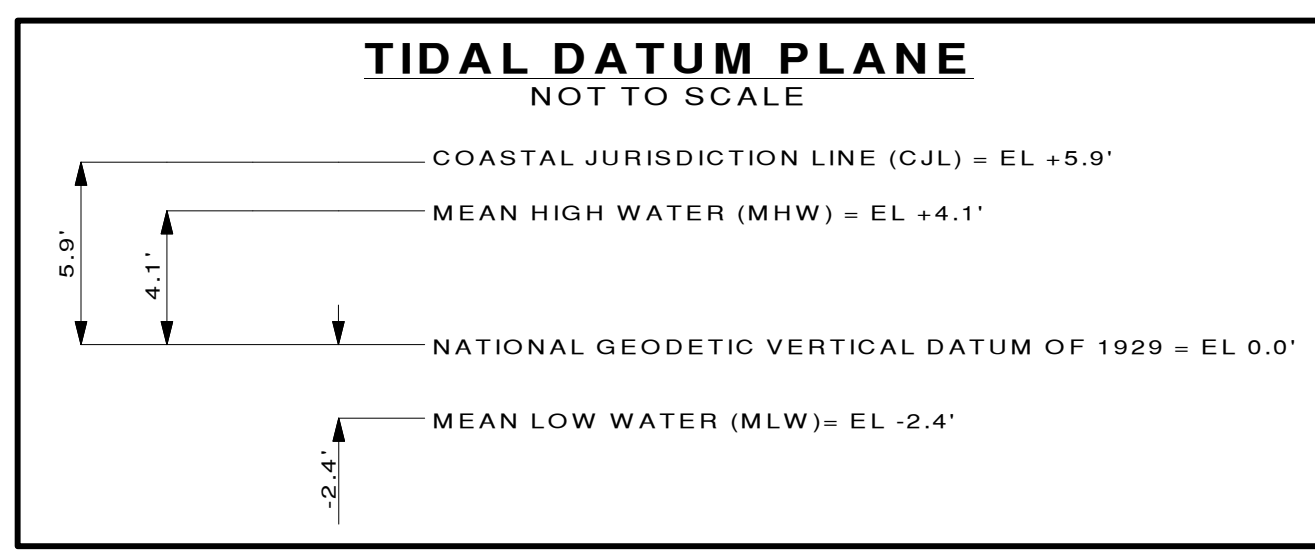 TIDAL DATUM PLANE
NOT TO SCALE
COASTAL JURISDICTION LINE (CJL) = EL +5.9'
MEAN HIGH WATER (MHW) = EL +4.1'
5.9'
4.1'
NATIONAL GEODETIC VERTICAL DATUM OF 1929 = EL 0.0'
MEAN LOW WATER (MLW)= EL -2.4'
-2.4'